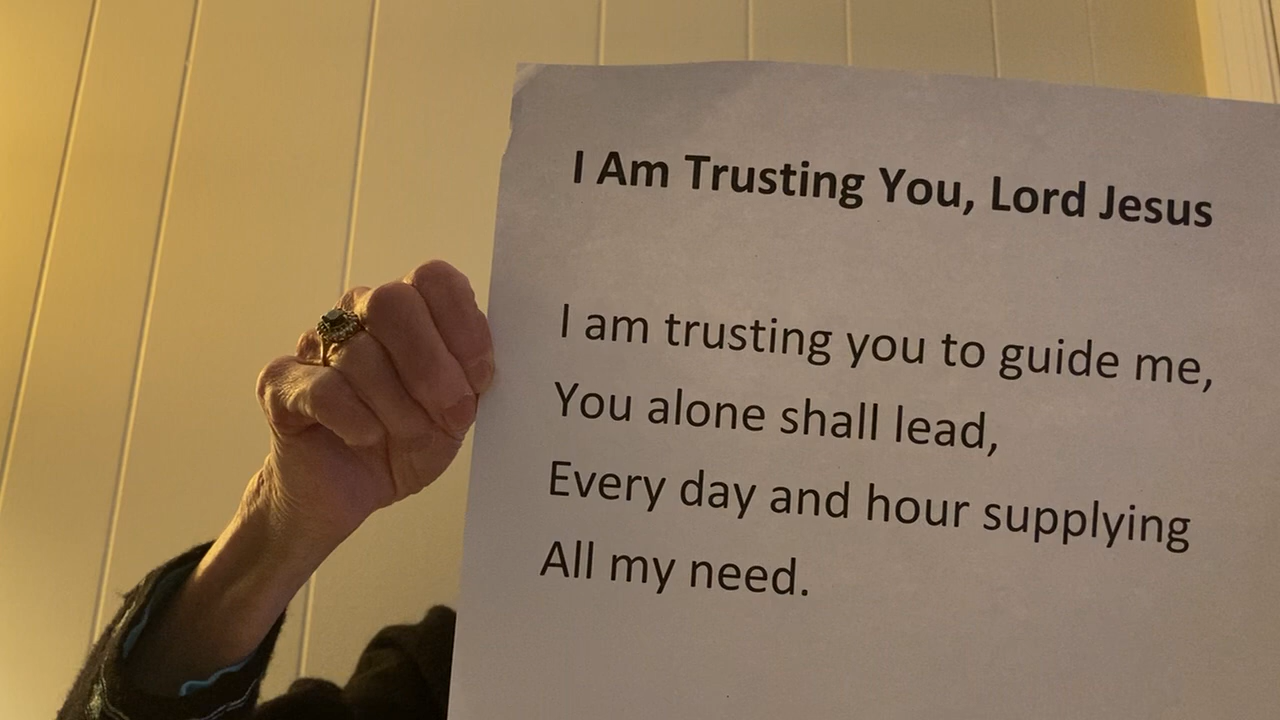 I Am Trusting You, Lord Jesus
I am trusting you to guide me,
You alone shall lead,
Every day and hour supplying
All my need.